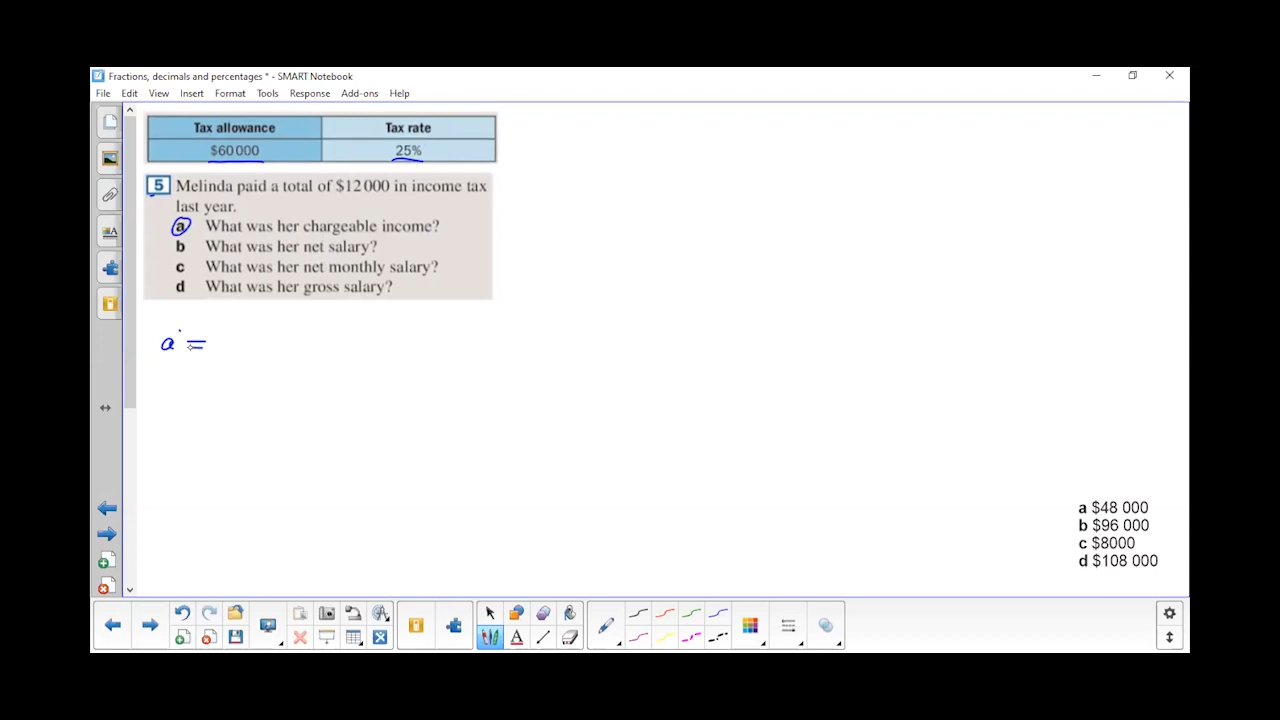 Fractions, decimals and percentages * - SMART Notebook
File Edit View Insert Format Tools Response Add-ons Help
Tax allowance Tax rate
$60 000 25%
5 Melinda paid a total of $12 000 in income tax
last year.
a What was her chargeable income?
b What was her net salary?
c What was her net monthly salary?
d What was her gross salary?
a =
a $48 000
b $96 000
c $8000
d $108 000